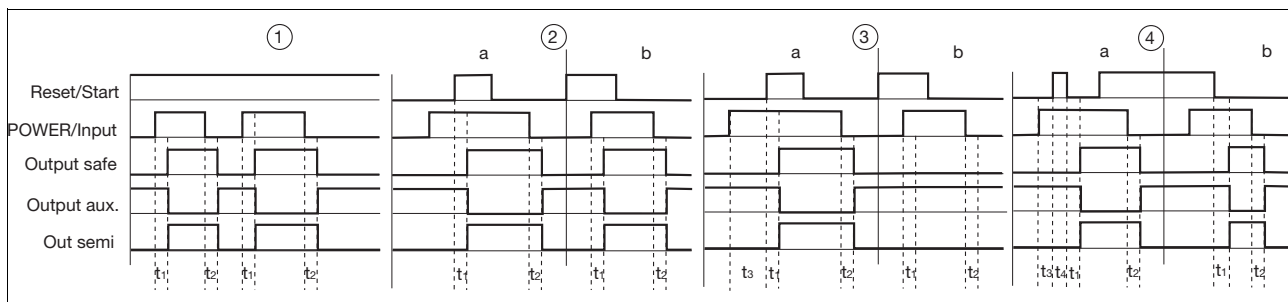 ① ② ③ ④
a b a b a b
Reset/Start
POWER/Input
Output safe
Output aux.
Out semi
t1 t2 t1 t2 t1 t2 t1 t2 t3 t1 t2 t1 t2 t3 t4 t1 t2 t1 t2